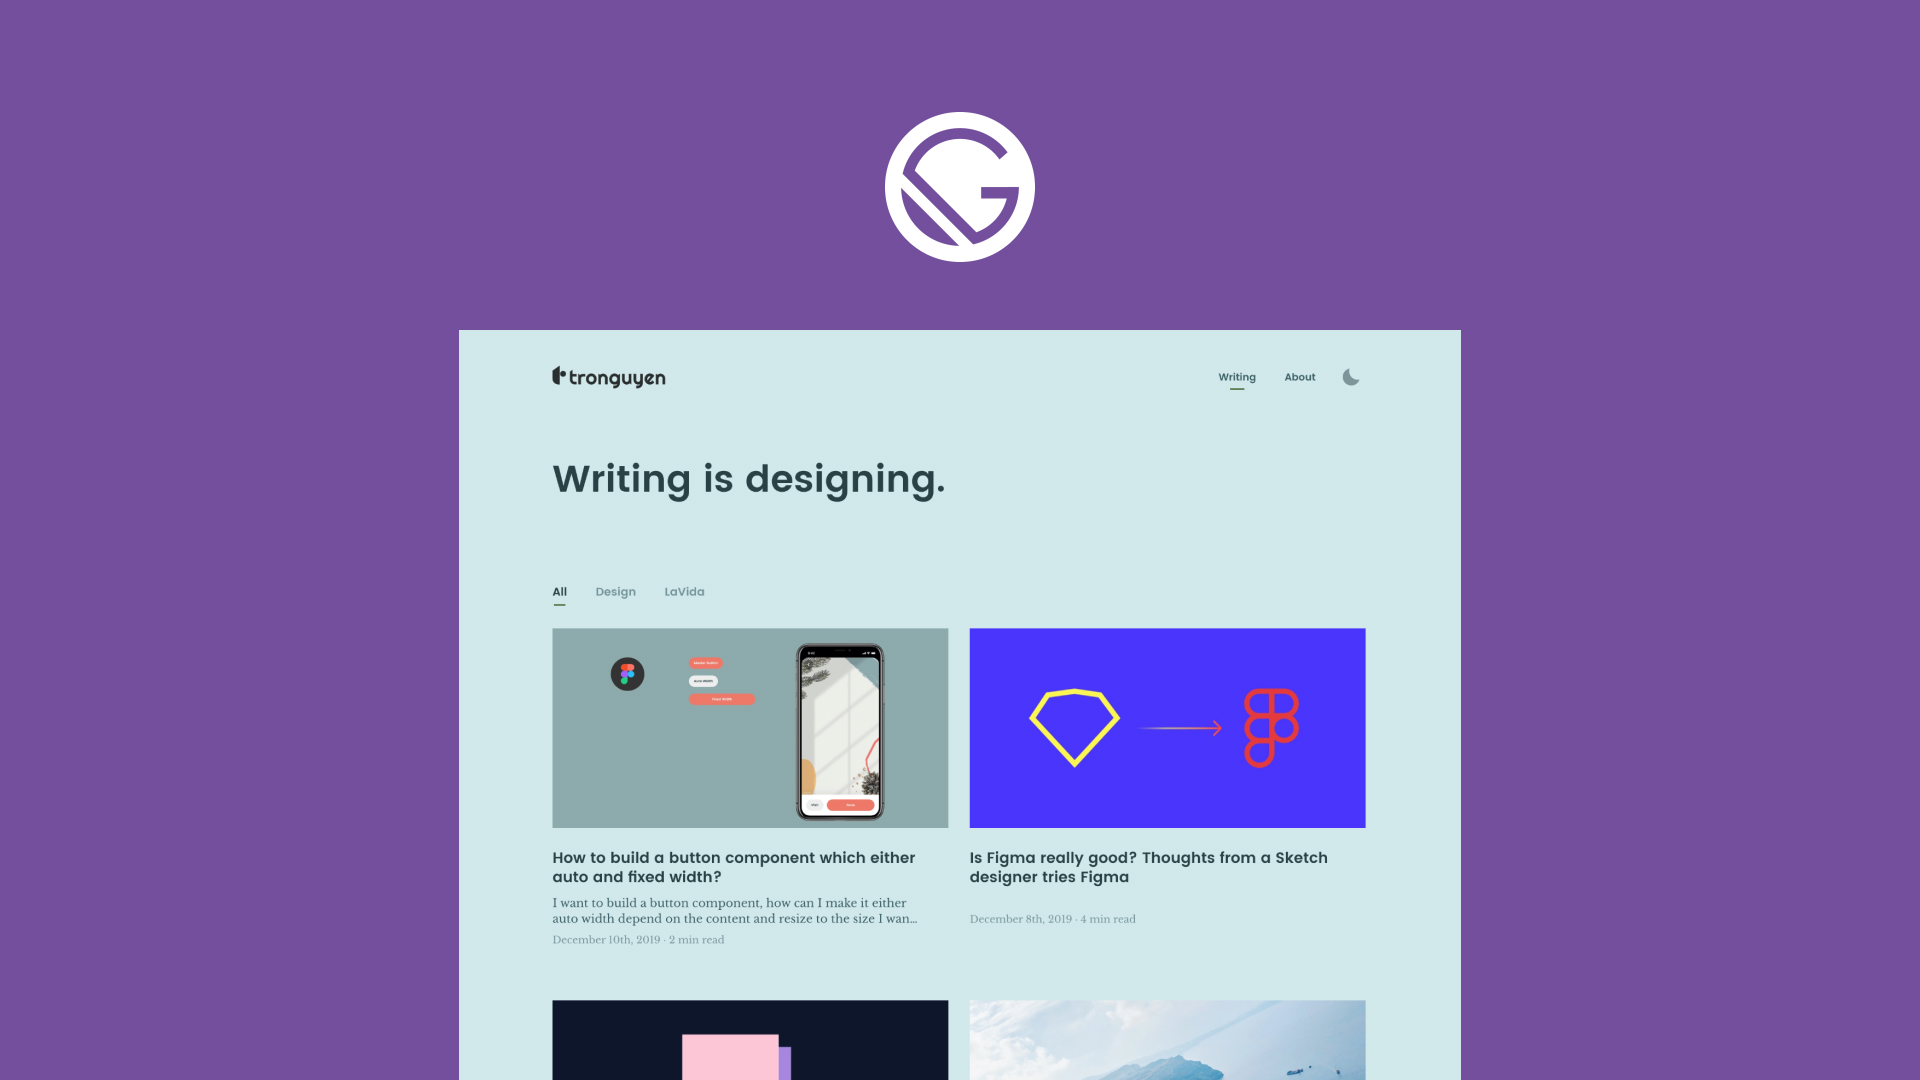 tronguyen
Writing About
Writing is designing.
All Design LaVida
How to build a button component which either
auto and fixed width?
I want to build a button component, how can I make it either
auto width depend on the content and resize to the size I wan...
December 10th, 2019 · 2 min read
Is Figma really good? Thoughts from a Sketch
designer tries Figma
December 8th, 2019 · 4 min read